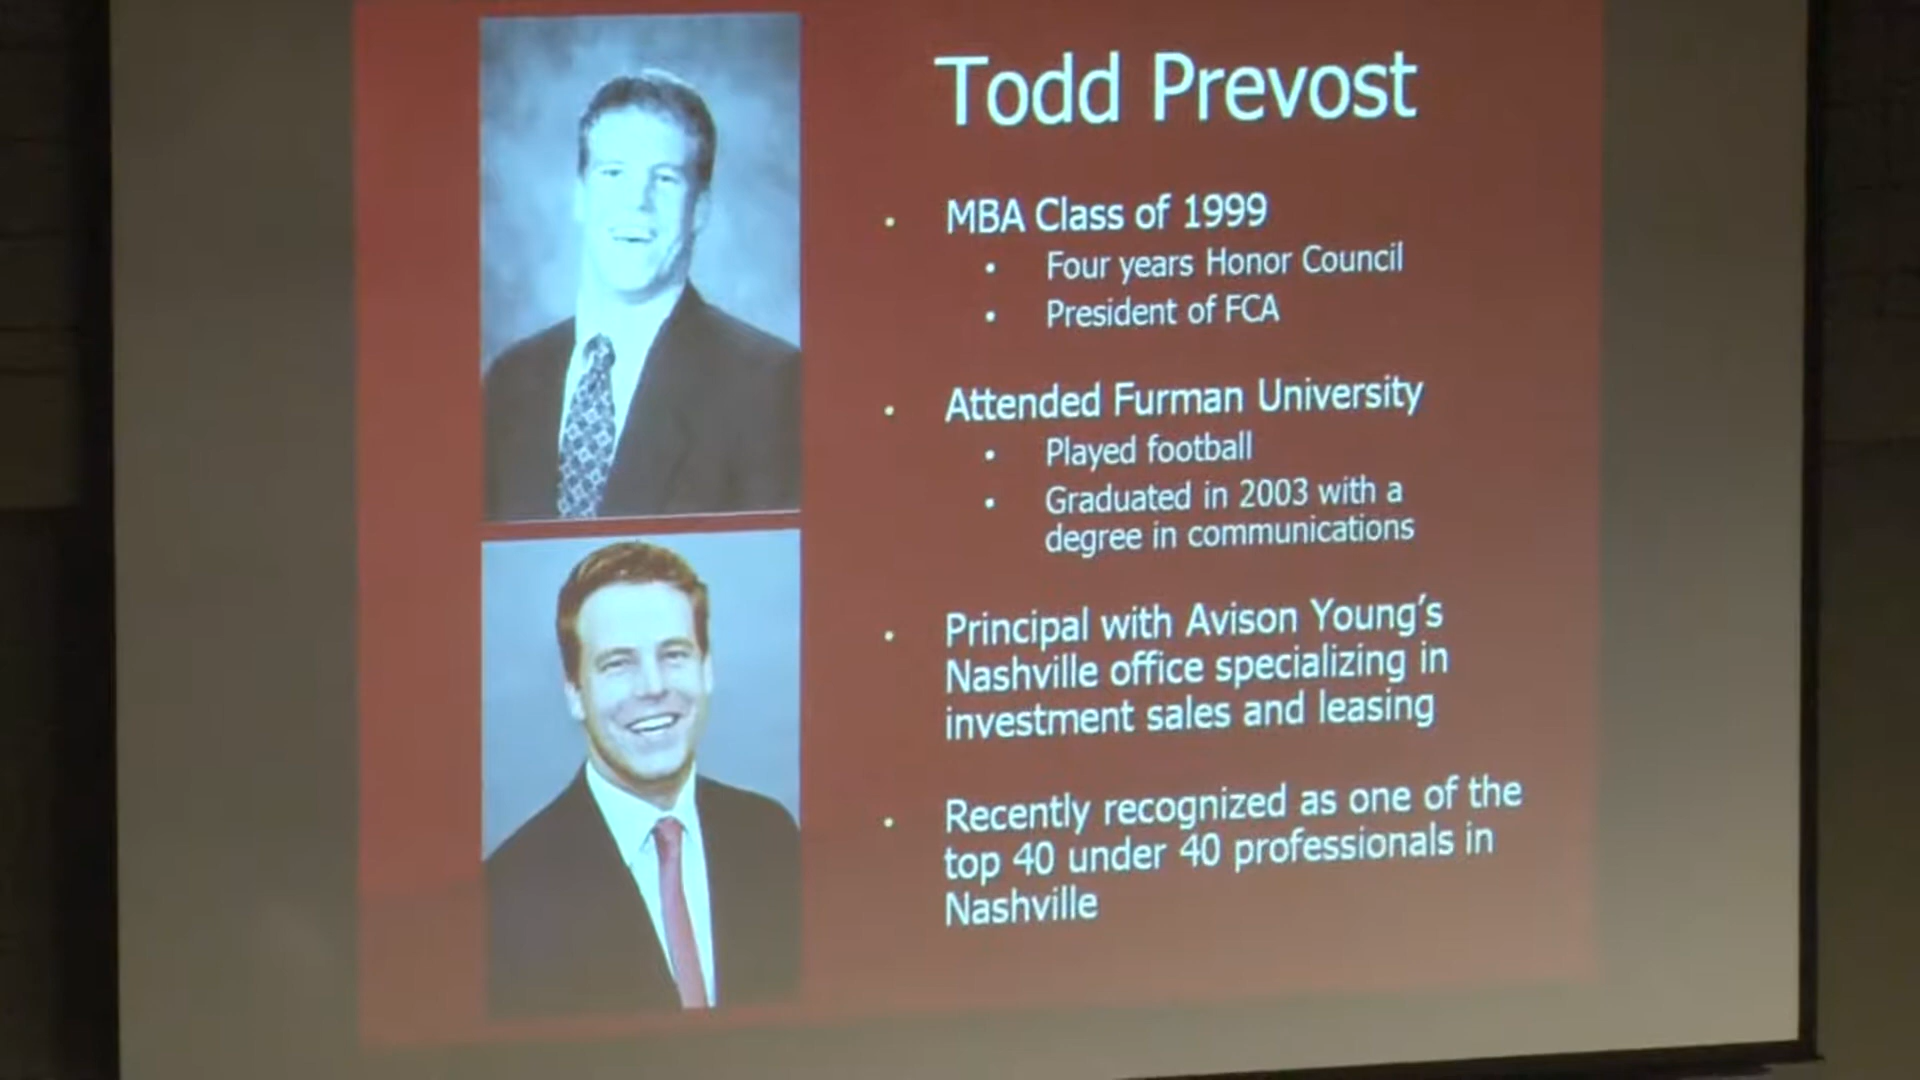 Todd Prevost
• MBA Class of 1999
• Four years Honor Council
• President of FCA
• Attended Furman University
• Played football
• Graduated in 2003 with a
degree in communications
• Principal with Avison Young's
Nashville office specializing in
investment sales and leasing
• Recently recognized as one of the
top 40 under 40 professionals in
Nashville